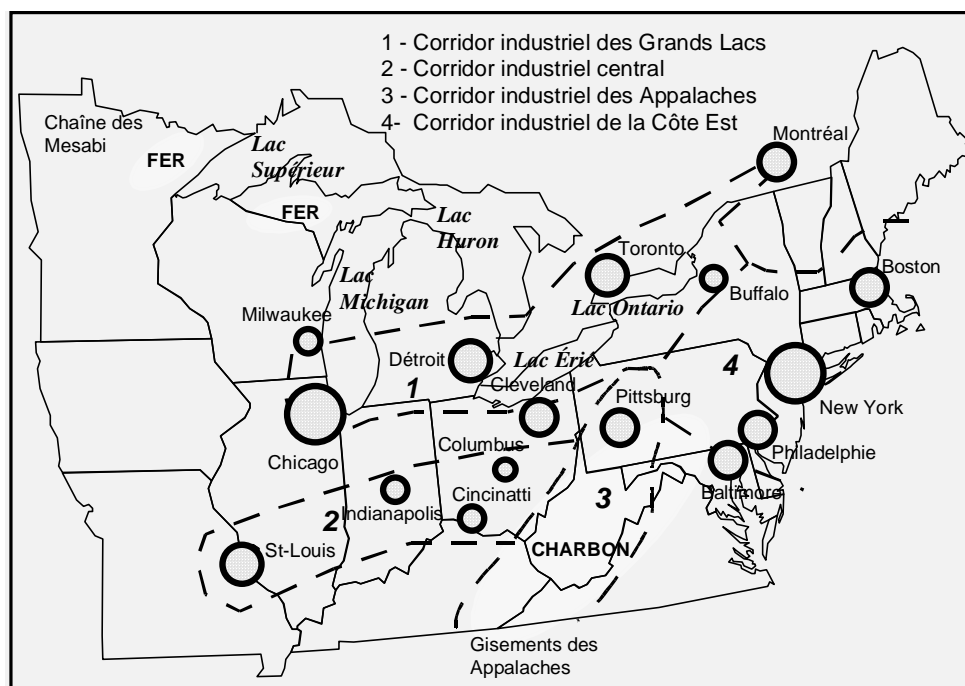 1 - Corridor industriel des Grands Lacs
2 - Corridor industriel central
3 - Corridor industriel des Appalaches
4- Corridor industriel de la Côte Est
Chaîne des
Mesabi
FER
Lac
Supérieur
FER
Lac
Huron
Lac
Michigan
Montréal
Toronto
Lac Ontario
Buffalo
Boston
Milwaukee
Détroit
Lac Érié
1
Cleveland
Pittsburg
4
New York
Chicago
Columbus
Philadelphie
Baltimore
Cincinatti
Indianapolis
2
3
St-Louis
CHARBON
Gisements des
Appalaches